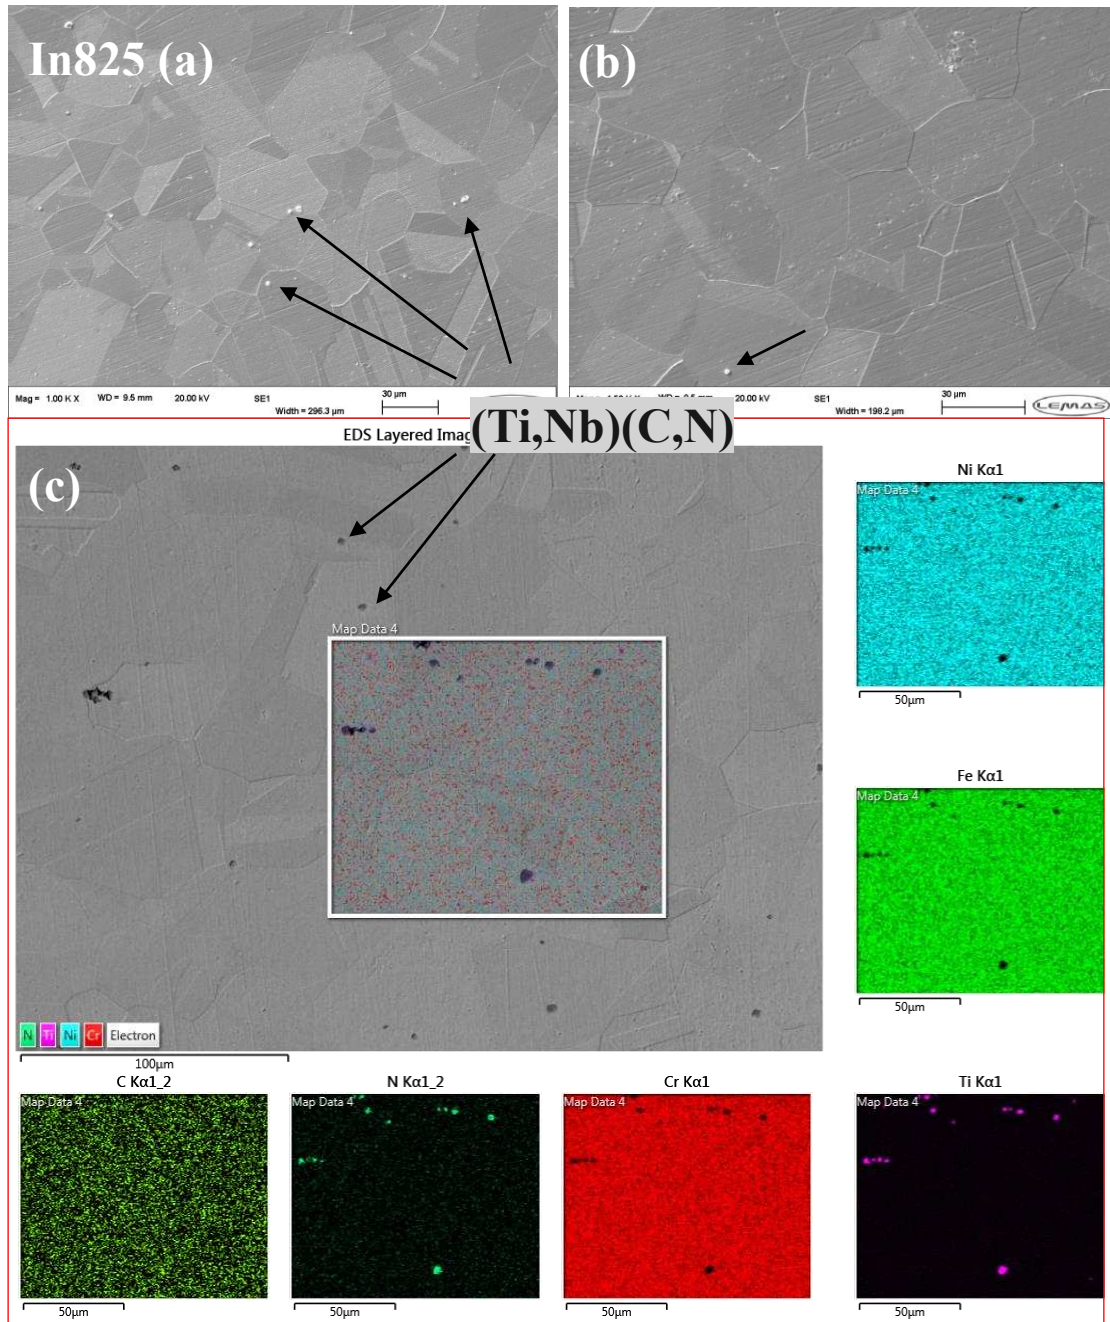 In825 (a)
(b)
Mag = 1.00 K X WD = 9.5 mm 20.00 kV SE1 30 µm
Width = 296.3 µm
20.00 kV SE1 30 µm
Width = 198.2 µm
LEMAS
(Ti,Nb)(C,N)
EDS Layered
(c)
Map Data 4
N Ti Ni Cr Electron
100µm
Ni Kα1
Map Data 4
50µm
Fe Kα1
Map Data 4
50µm
C Kα1_2
Map Data 4
50µm
N Kα1_2
Map Data 4
50µm
Cr Kα1
Map Data 4
50µm
Ti Kα1
Map Data 4
50µm